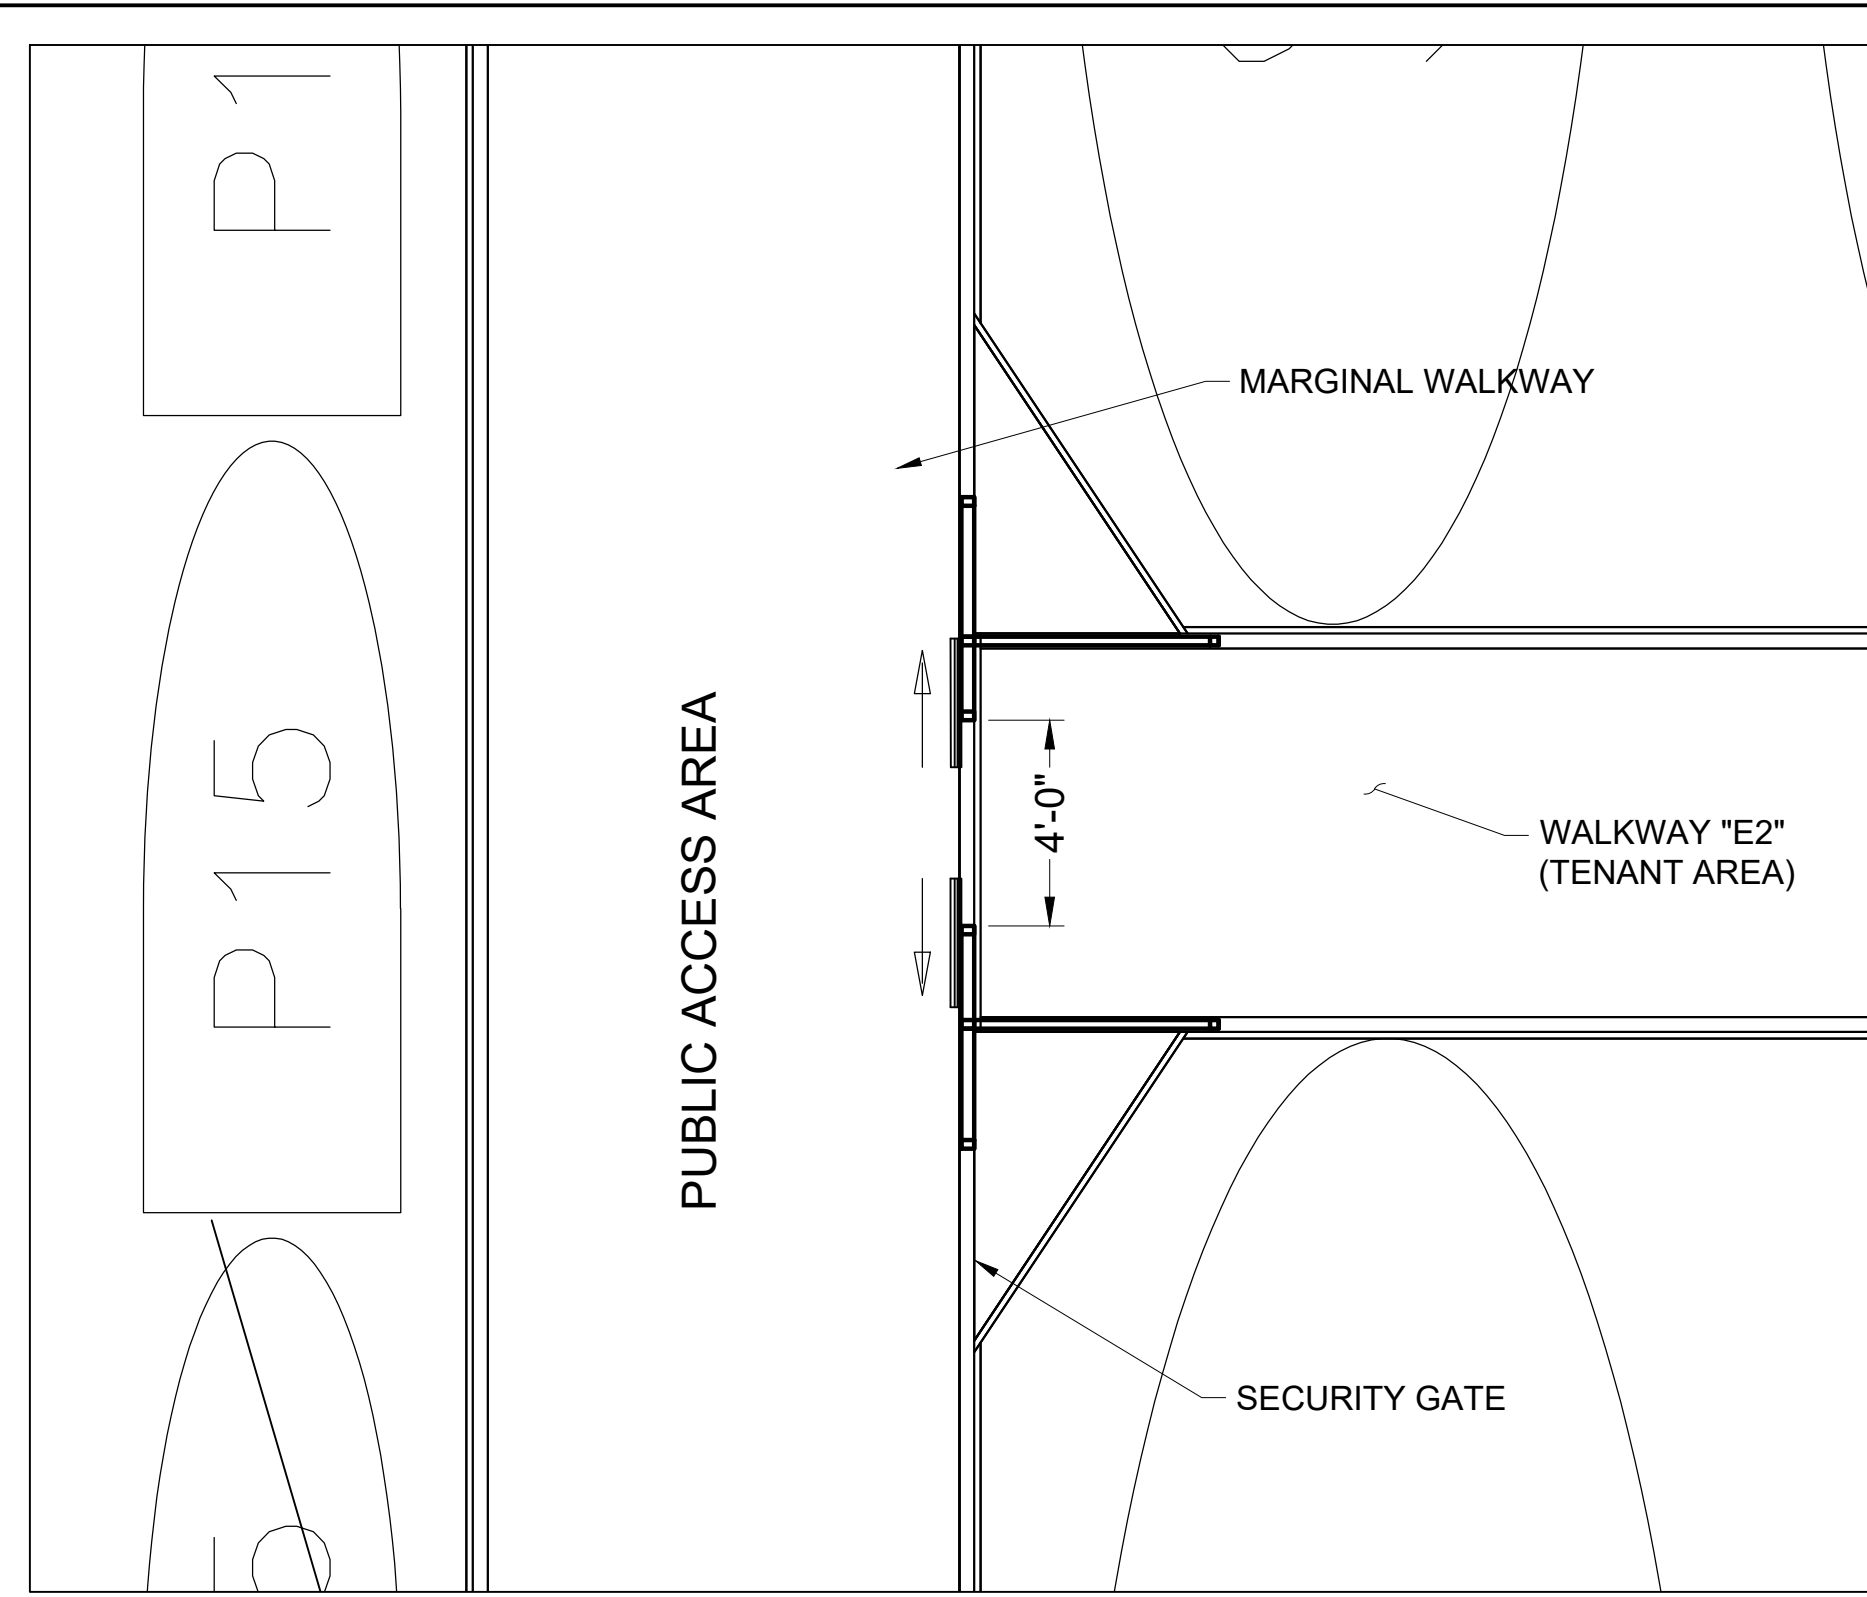 P15
PUBLIC ACCESS AREA
MARGINAL WALKWAY
4'-0"
WALKWAY "E2"
(TENANT AREA)
SECURITY GATE